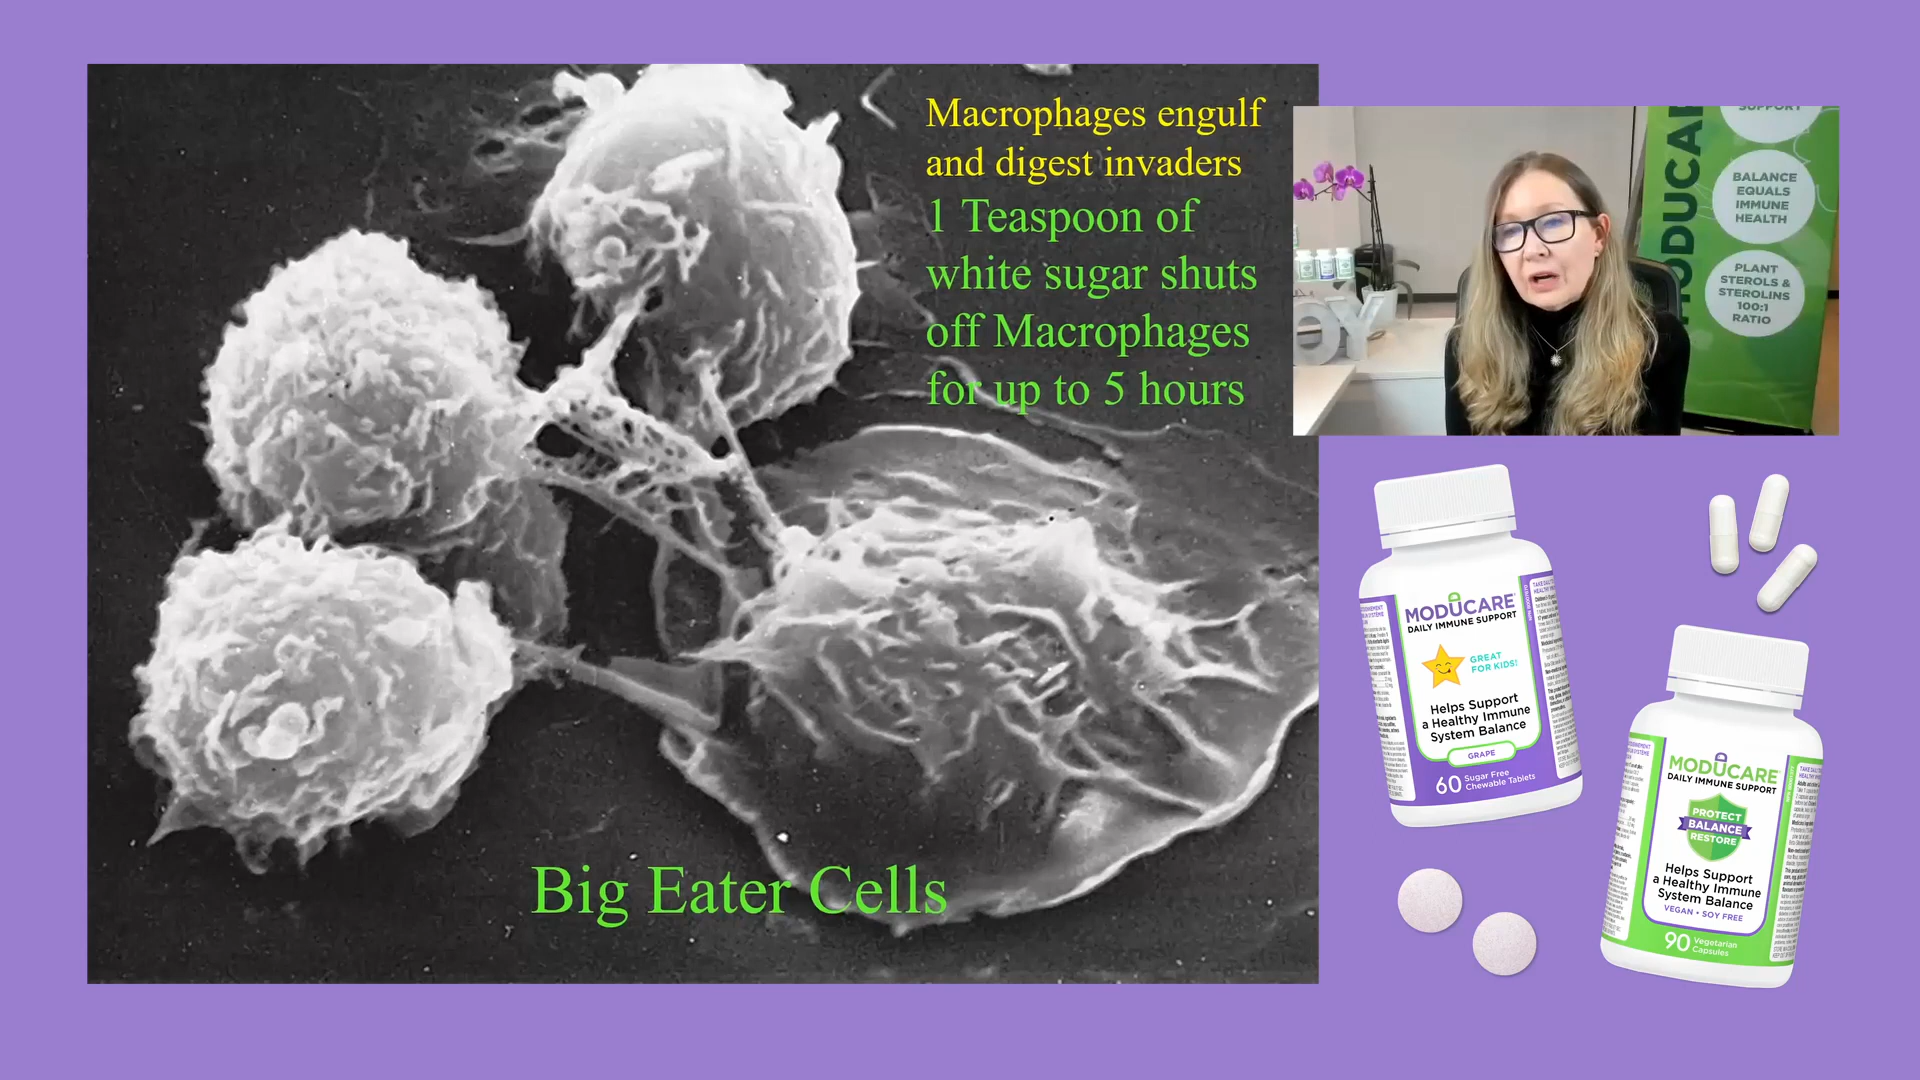 Macrophages engulf
and digest invaders
1 Teaspoon of
white sugar shuts
off Macrophages
for up to 5 hours
Big Eater Cells
SUPPORT
MODUCAR
BALANCE
EQUALS
IMMUNE
HEALTH
PLANT
STEROLS &
STEROLINS
100:1
RATIO
OY
MODUCARE
DAILY IMMUNE SUPPORT
GREAT
FOR KIDS!
Helps Support
a Healthy Immune
System Balance
GRAPE
60 Sugar Free
Chewable Tablets
MODUCARE
DAILY IMMUNE SUPPORT
PROTECT
BALANCE
RESTORE
Helps Support
a Healthy Immune
System Balance
VEGAN • SOY FREE
90 Vegetarian
Capsules